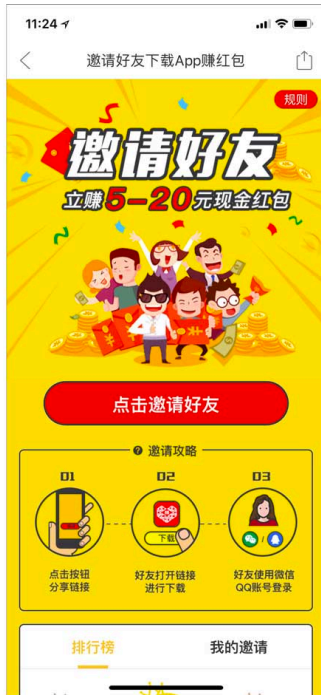 11:24
邀请好友下载App赚红包
规则
邀请好友
立赚5-20元现金红包
点击邀请好友
? 邀请攻略
01
02
03
下载
点击按钮
分享链接
好友打开链接
进行下载
/
好友使用微信
QQ账号登录
排行榜
我的邀请